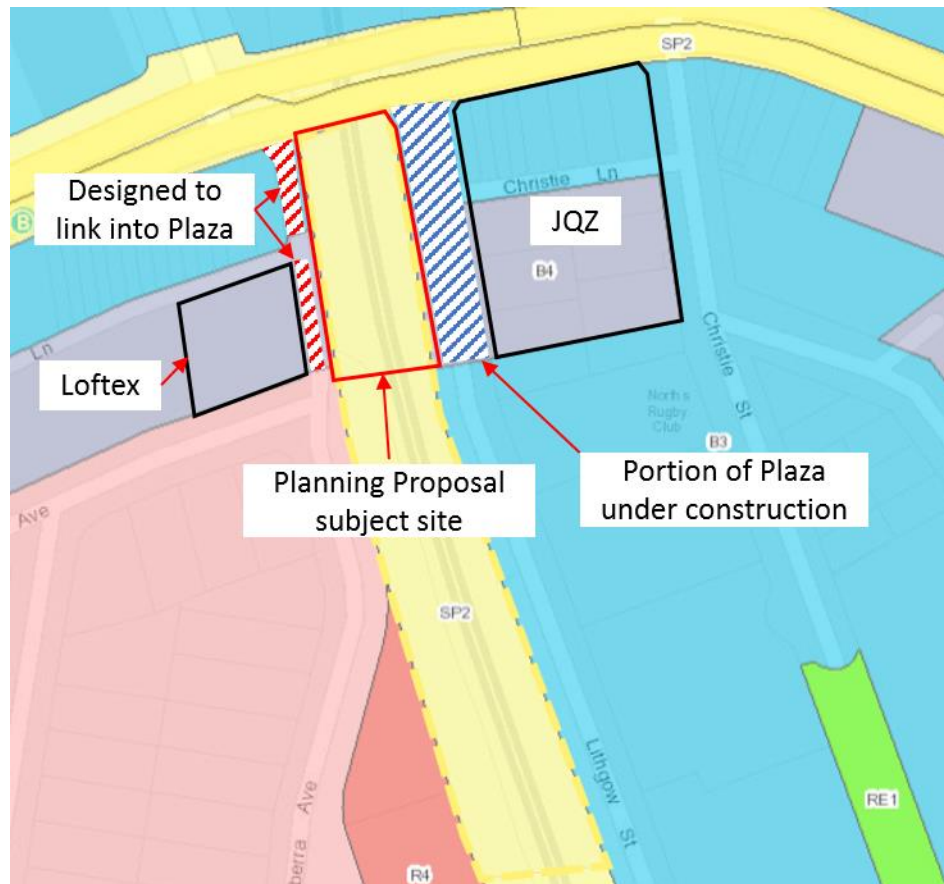 SP2
Designed to
link into Plaza
B
Christie Ln
JQZ
B4
Ln
Loftex
Christie St
North's
Rugby
Club
B3
Planning Proposal
subject site
Portion of Plaza
under construction
Ave
SP2
Lithgow St
RE1
berra Ave
R4